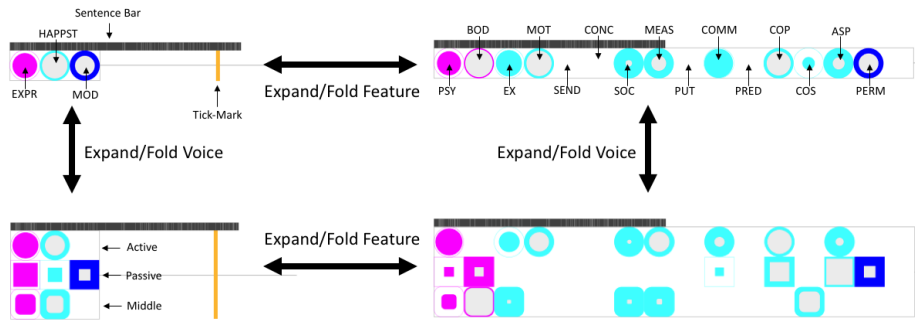 Sentence Bar
HAPPST
EXPR
MOD
Tick-Mark
Expand/Fold Feature
BOD
MOT
CONC
MEAS
COMM
COP
ASP
PSY
EX
SEND
SOC
PUT
PRED
COS
PERM
Expand/Fold Voice
Expand/Fold Voice
Active
Passive
Middle
Expand/Fold Feature